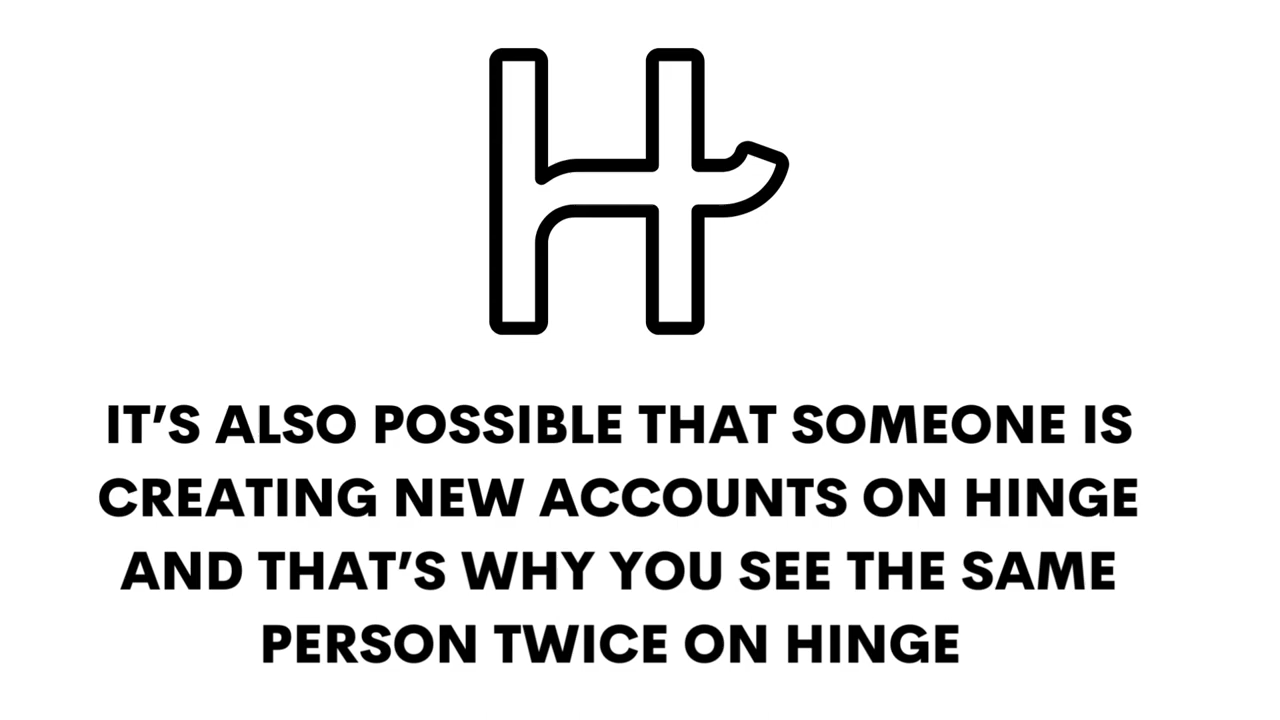 H
IT’S ALSO POSSIBLE THAT SOMEONE IS
CREATING NEW ACCOUNTS ON HINGE
AND THAT’S WHY YOU SEE THE SAME
PERSON TWICE ON HINGE